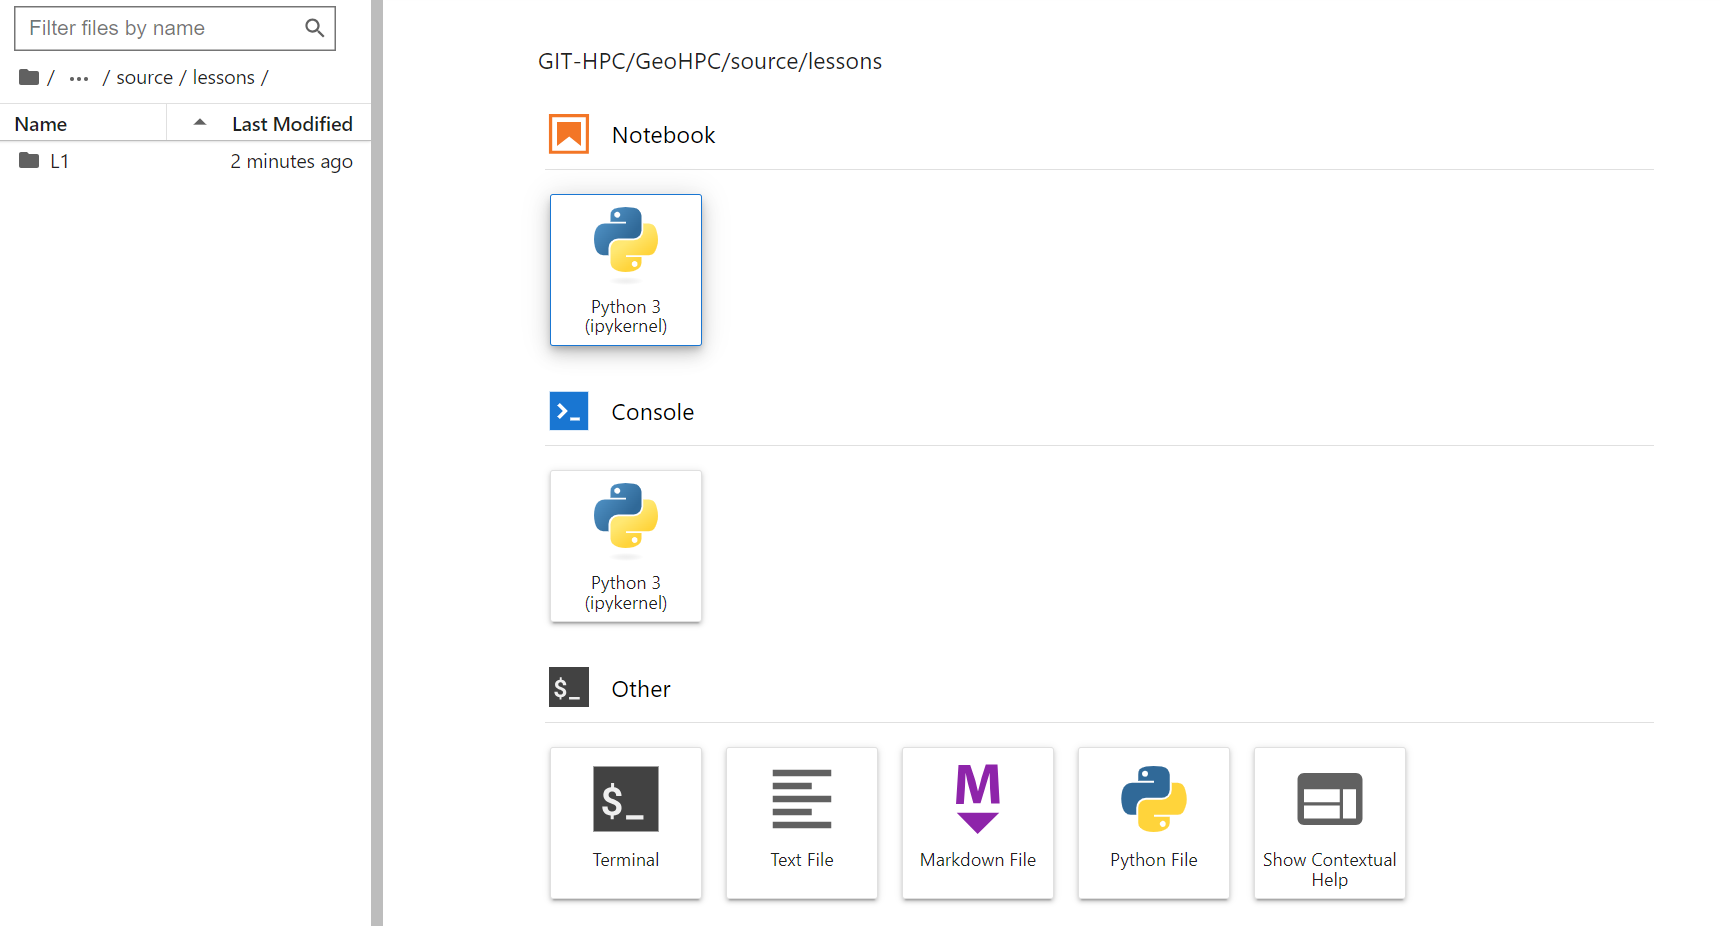 Filter files by name
/ ··· / source / lessons /
Name Last Modified
L1 2 minutes ago
GIT-HPC/GeoHPC/source/lessons
Notebook
Python 3
(ipykernel)
Console
Python 3
(ipykernel)
$_ Other
$_
Terminal
Text File
M
Markdown File
Python File
Show Contextual
Help